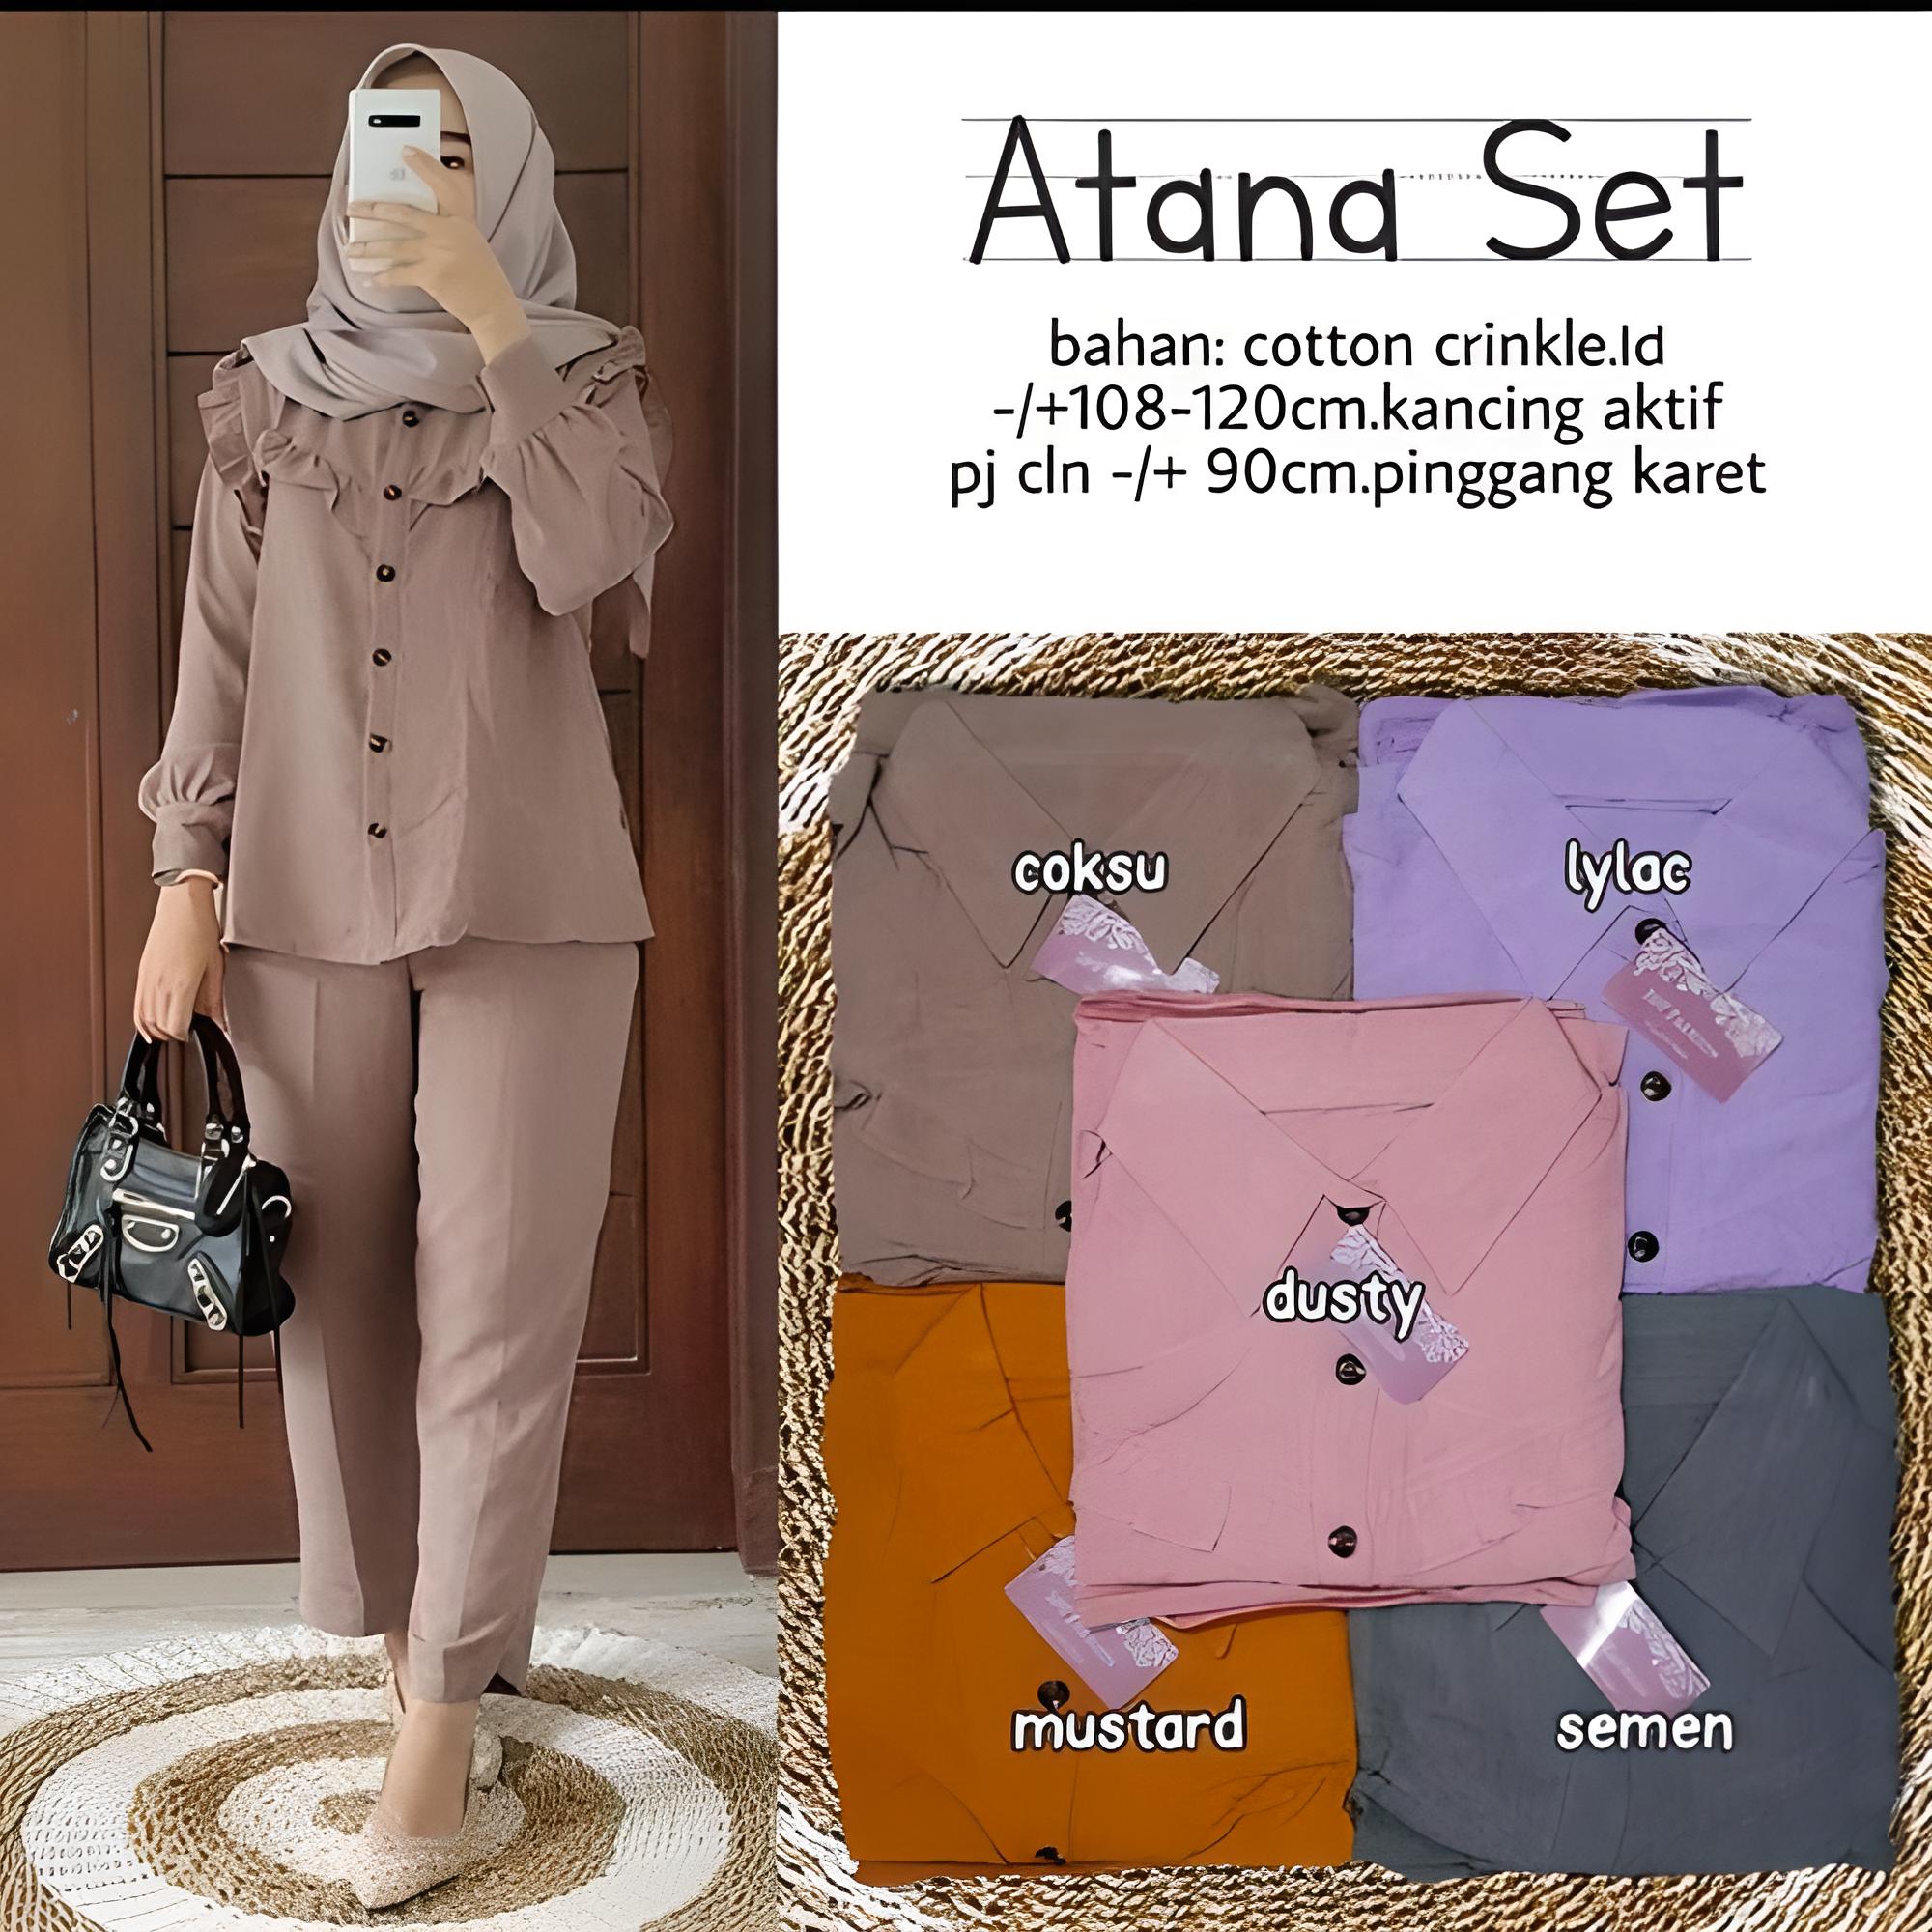 Atana Set
bahan: cotton crinkle.ld
-/+108-120cm.kancing aktif
pj cln -/+ 90cm.pinggang karet
coksu
lylac
dusty
mustard
semen